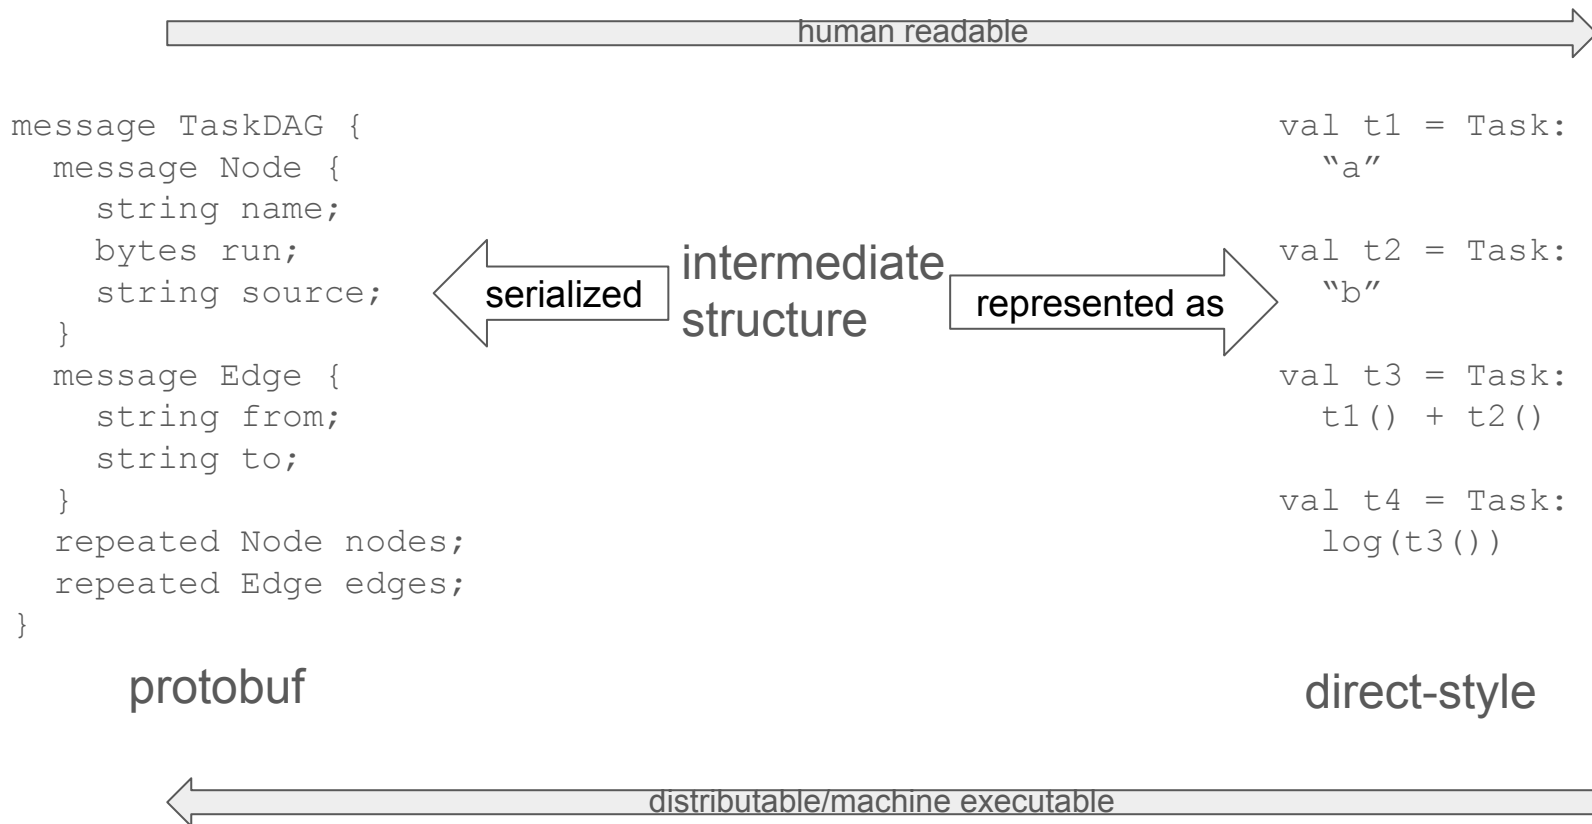 human readable
message TaskDAG {
  message Node {
    string name;
    bytes run;
    string source;
  }
  message Edge {
    string from;
    string to;
  }
  repeated Node nodes;
  repeated Edge edges;
}
protobuf
serialized
intermediate
structure
represented as
val t1 = Task:
  “a”
val t2 = Task:
  “b”
val t3 = Task:
  t1() + t2()
val t4 = Task:
  log(t3())
direct-style
distributable/machine executable